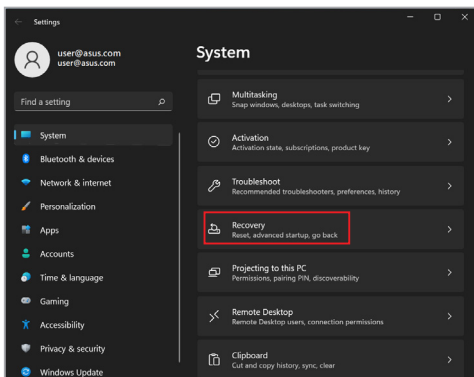 Settings
user@asus.com
user@asus.com
Find a setting
System
Bluetooth & devices
Network & internet
Personalization
Apps
Accounts
Time & language
Gaming
Accessibility
Privacy & security
Windows Update
System
Multitasking
Snap windows, desktops, task switching
Activation
Activation state, subscriptions, product key
Troubleshoot
Recommended troubleshooters, preferences, history
Recovery
Reset, advanced startup, go back
Projecting to this PC
Permissions, pairing PIN, discoverability
Remote Desktop
Remote Desktop users, connection permissions
Clipboard
Cut and copy history, sync, clear